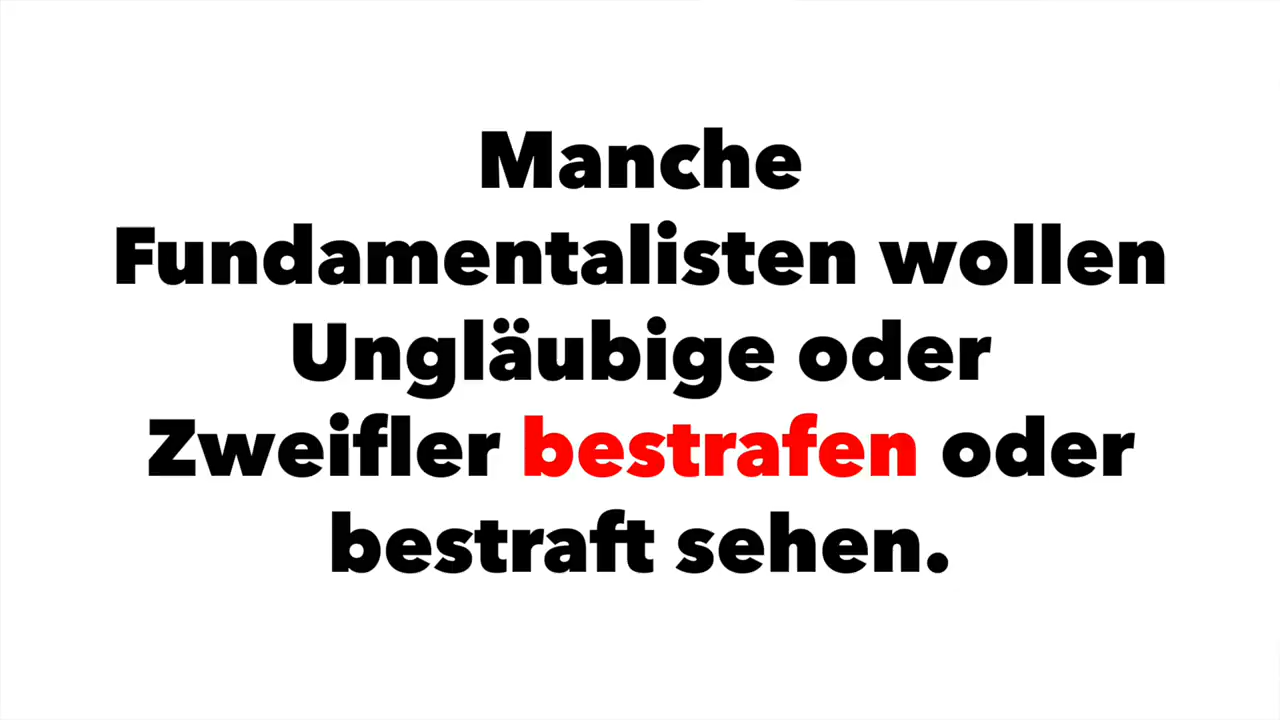 Manche
Fundamentalisten wollen
Ungläubige oder
Zweifler bestrafen oder
bestraft sehen.